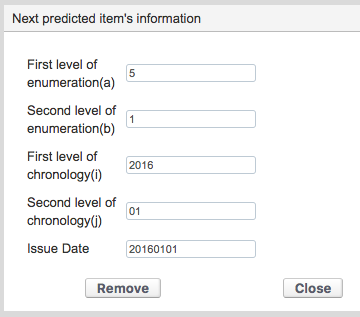 Next predicted item's information
First level of
enumeration(a)
5
Second level of
enumeration(b)
1
First level of
chronology(i)
2016
Second level of
chronology(j)
01
Issue Date
20160101
Remove
Close